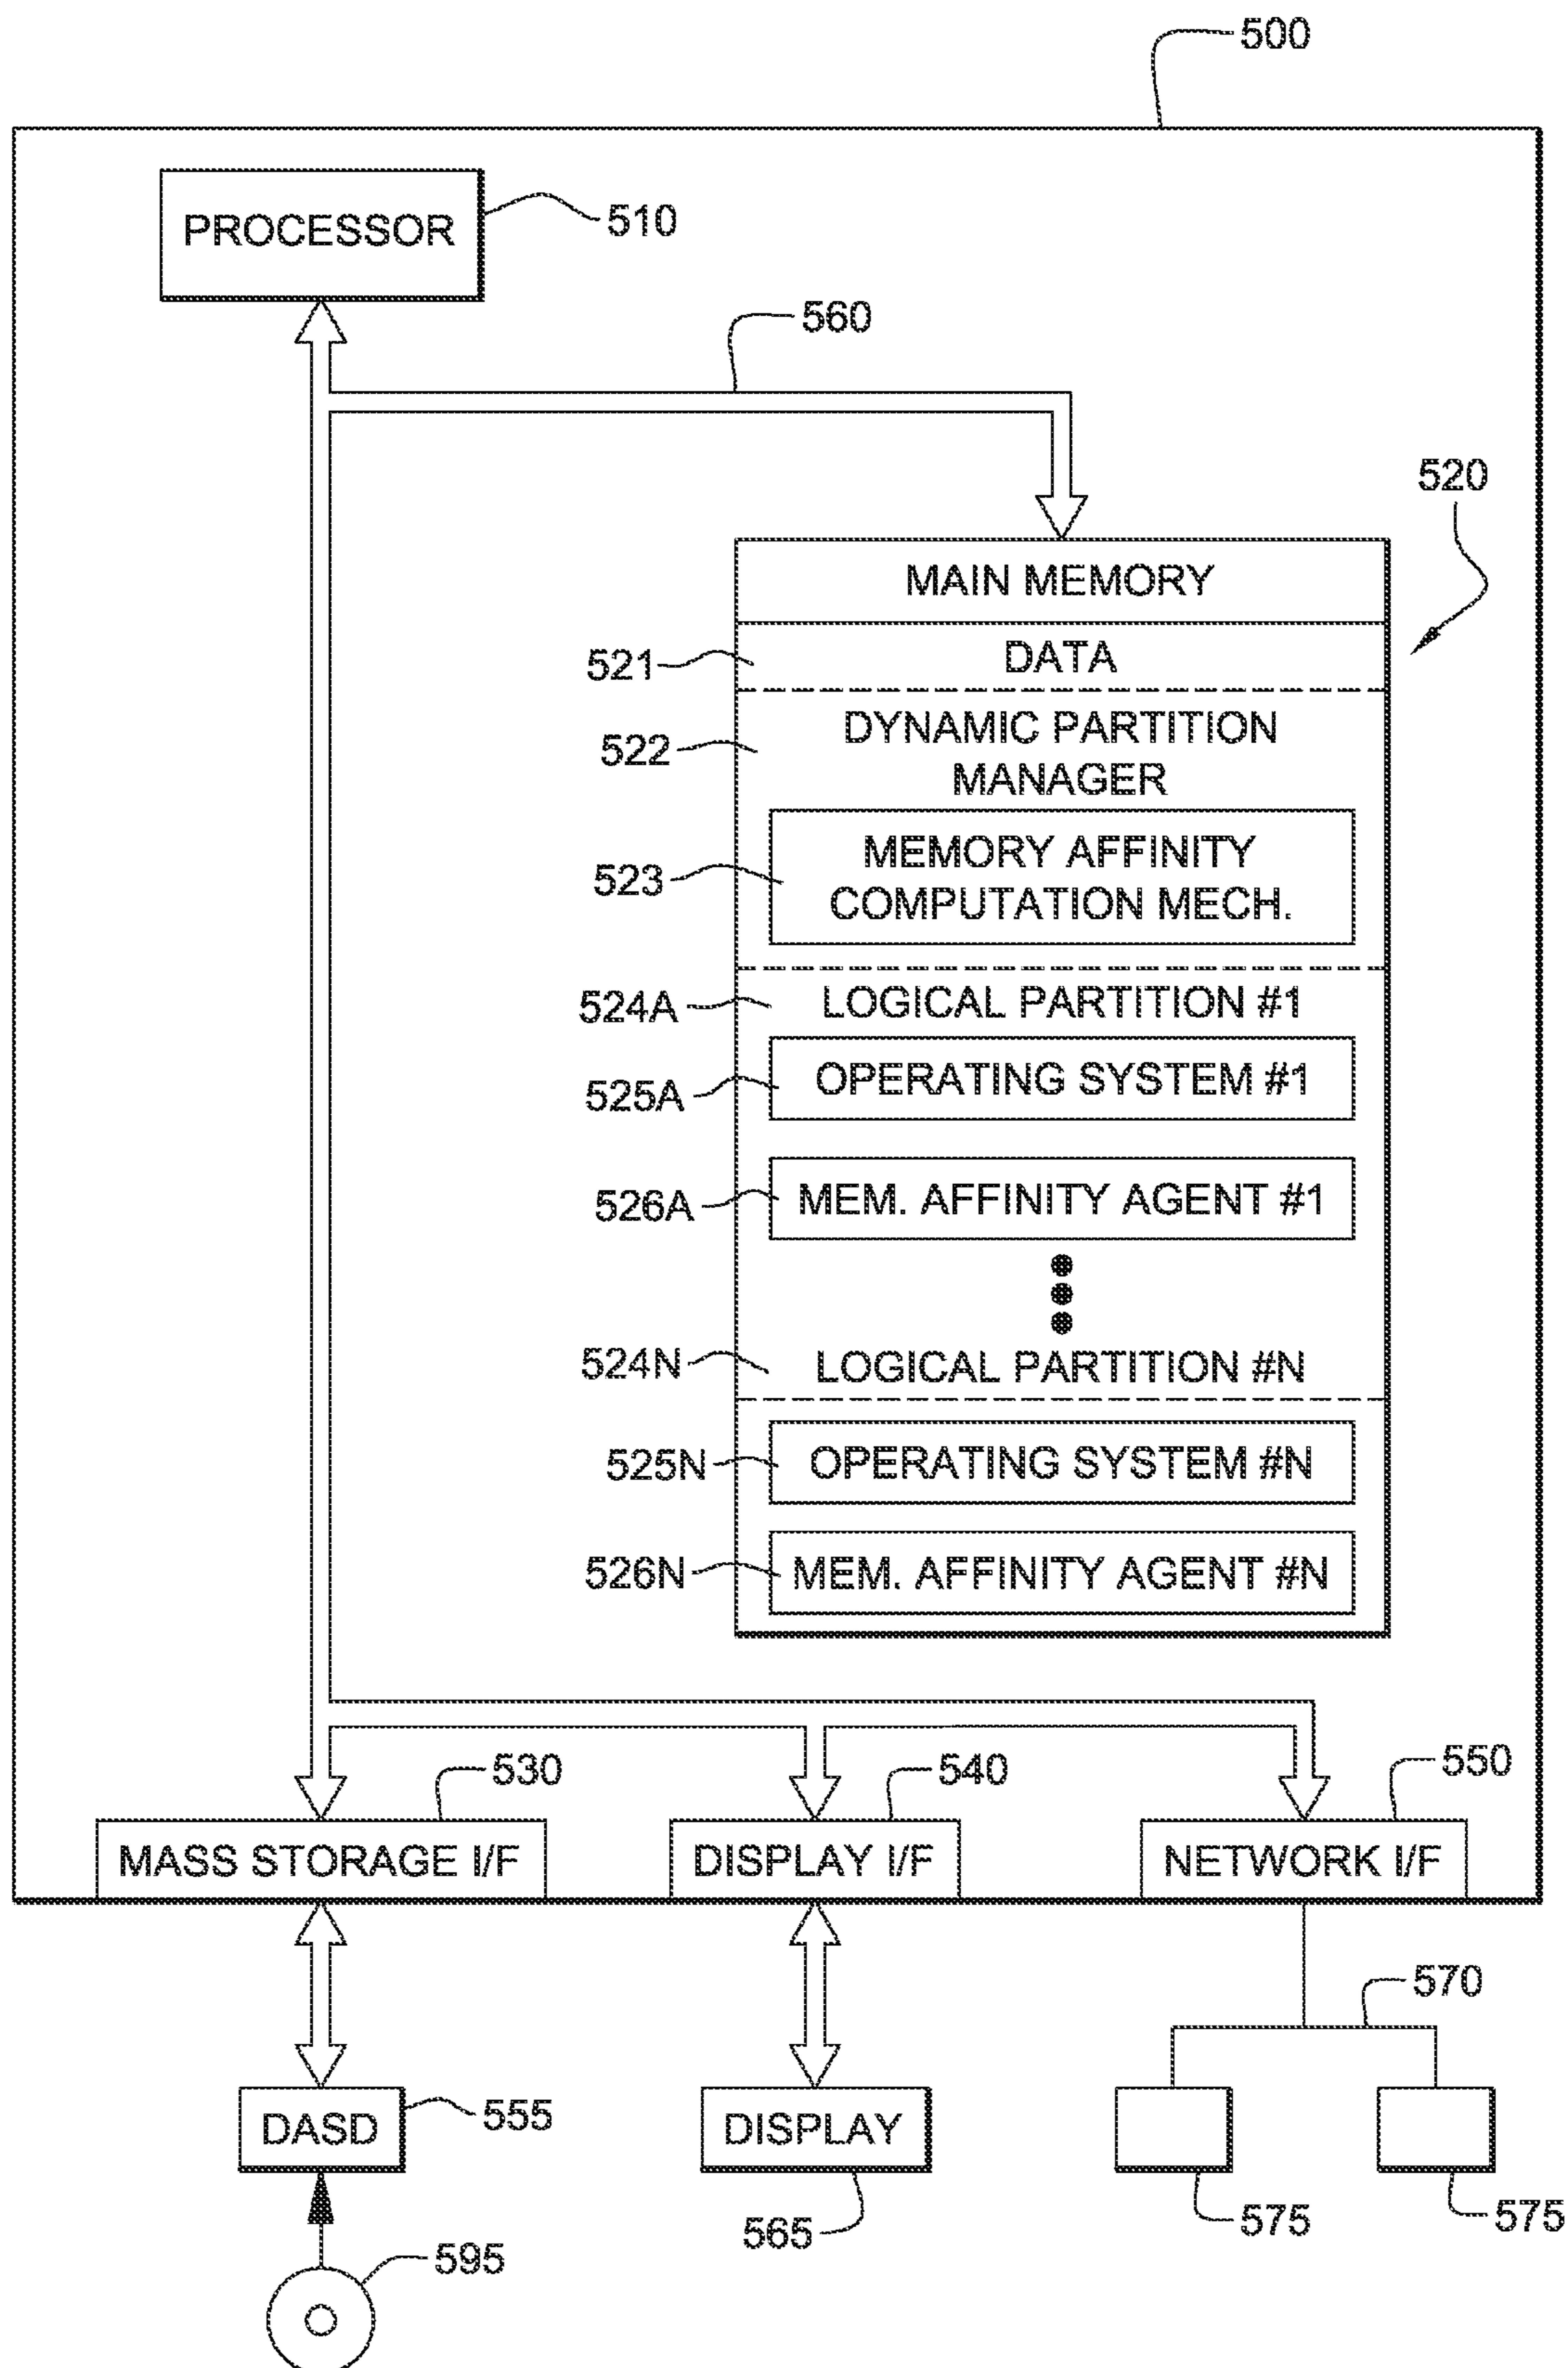 500
PROCESSOR
510
560
520
MAIN MEMORY
521
DATA
522
DYNAMIC PARTITION
MANAGER
523
MEMORY AFFINITY
COMPUTATION MECH.
524A
LOGICAL PARTITION #1
525A
OPERATING SYSTEM #1
526A
MEM. AFFINITY AGENT #1
524N
LOGICAL PARTITION #N
525N
OPERATING SYSTEM #N
526N
MEM. AFFINITY AGENT #N
530
540
550
MASS STORAGE I/F
DISPLAY I/F
NETWORK I/F
570
DASD
555
DISPLAY
565
575
575
595